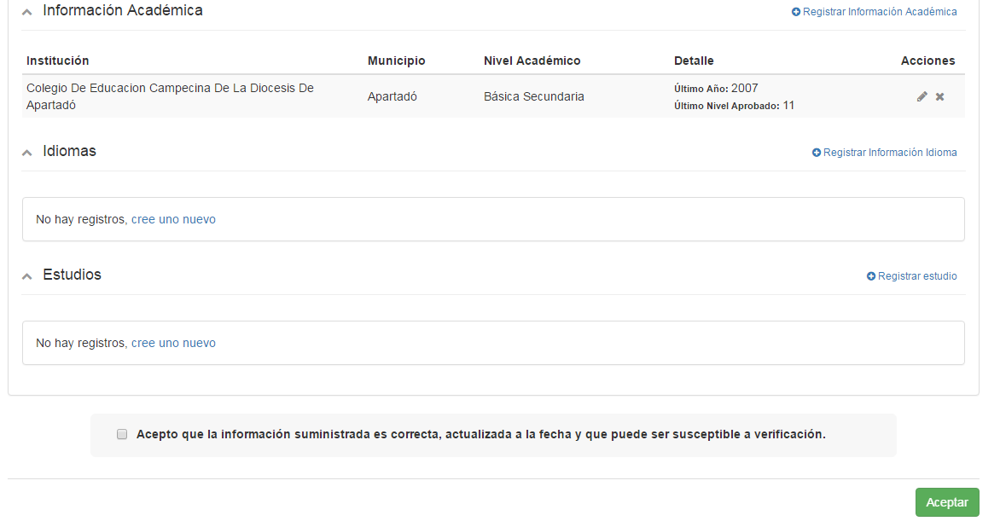 Información Académica
Registrar Información Académica
Institución Municipio Nivel Académico Detalle Acciones
Colegio De Educacion Campecina De La Diocesis De
Apartadó
Apartadó
Básica Secundaria
Último Año: 2007
Último Nivel Aprobado: 11
Idiomas
Registrar Información Idioma
No hay registros, cree uno nuevo
Estudios
Registrar estudio
No hay registros, cree uno nuevo
Acepto que la información suministrada es correcta, actualizada a la fecha y que puede ser susceptible a verificación.
Aceptar